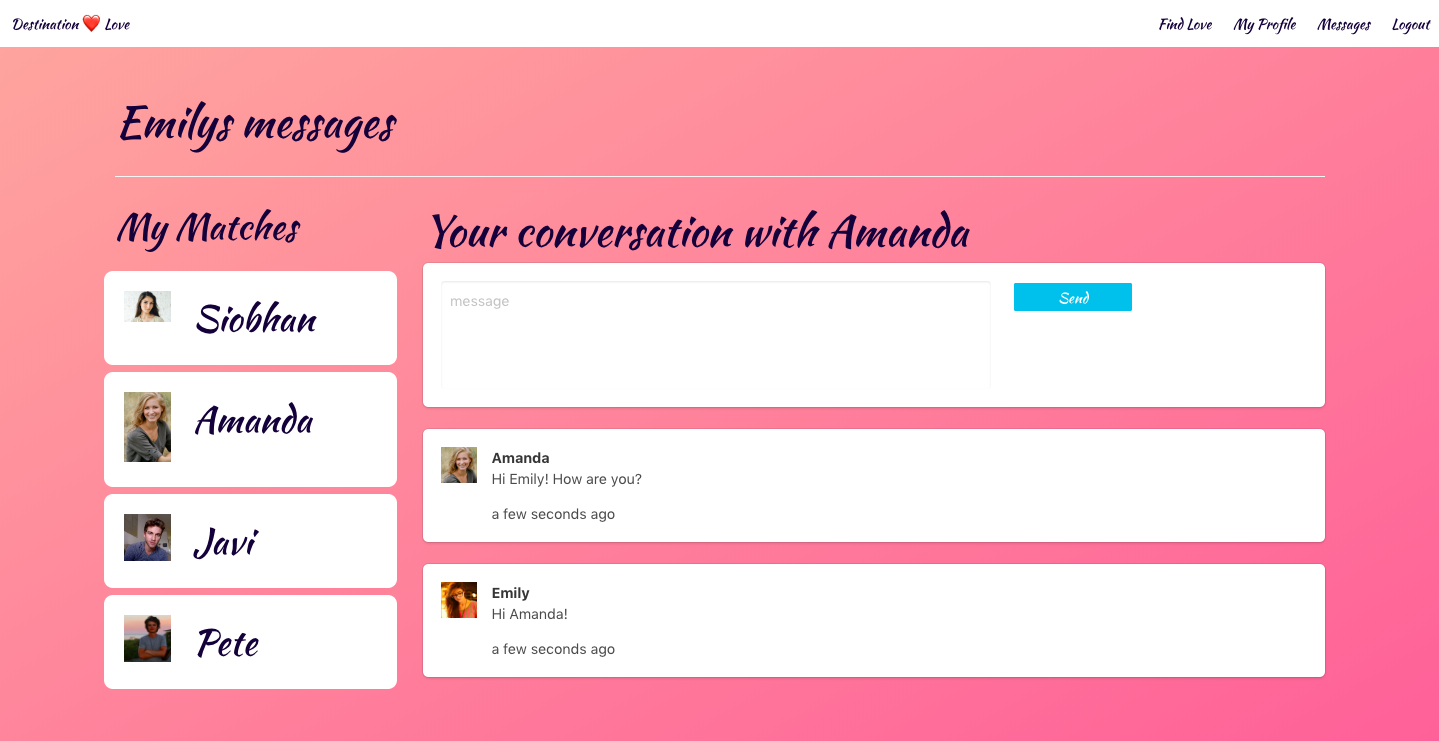 Destination ❤️ Love
Find Love My Profile Messages Logout
Emilys messages
My Matches
Siobhan
Amanda
Javi
Pete
Your conversation with Amanda
message
Send
Amanda
Hi Emily! How are you?
a few seconds ago
Emily
Hi Amanda!
a few seconds ago